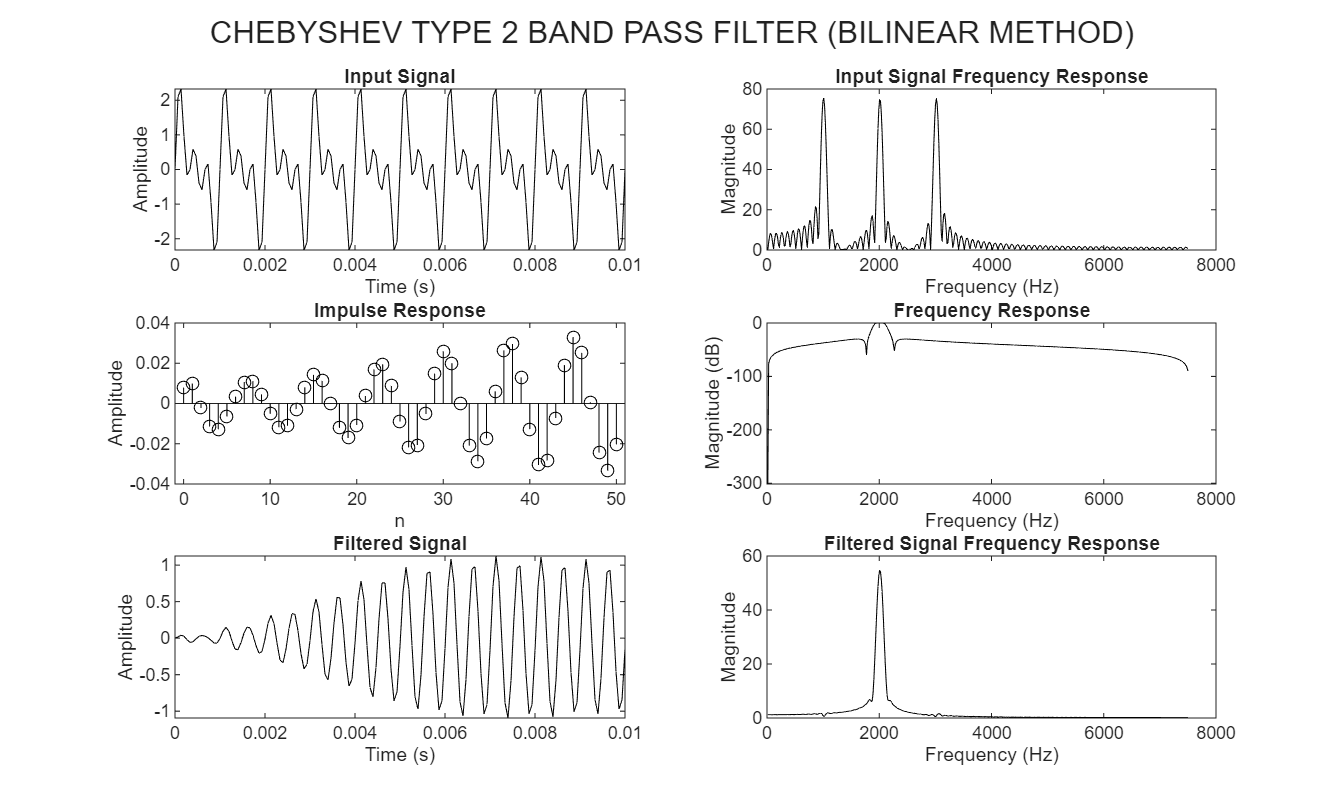 CHEBYSHEV TYPE 2 BAND PASS FILTER (BILINEAR METHOD)
Input Signal
Amplitude
2
1
0
-1
-2
0 0.002 0.004 0.006 0.008 0.01
Time (s)
Input Signal Frequency Response
Magnitude
80
60
40
20
0
0 2000 4000 6000 8000
Frequency (Hz)
Impulse Response
Amplitude
0.04
0.02
0
-0.02
-0.04
0 10 20 30 40 50
n
Frequency Response
Magnitude (dB)
0
-100
-200
-300
0 2000 4000 6000 8000
Frequency (Hz)
Filtered Signal
Amplitude
1
0.5
0
-0.5
-1
0 0.002 0.004 0.006 0.008 0.01
Time (s)
Filtered Signal Frequency Response
Magnitude
60
40
20
0
0 2000 4000 6000 8000
Frequency (Hz)